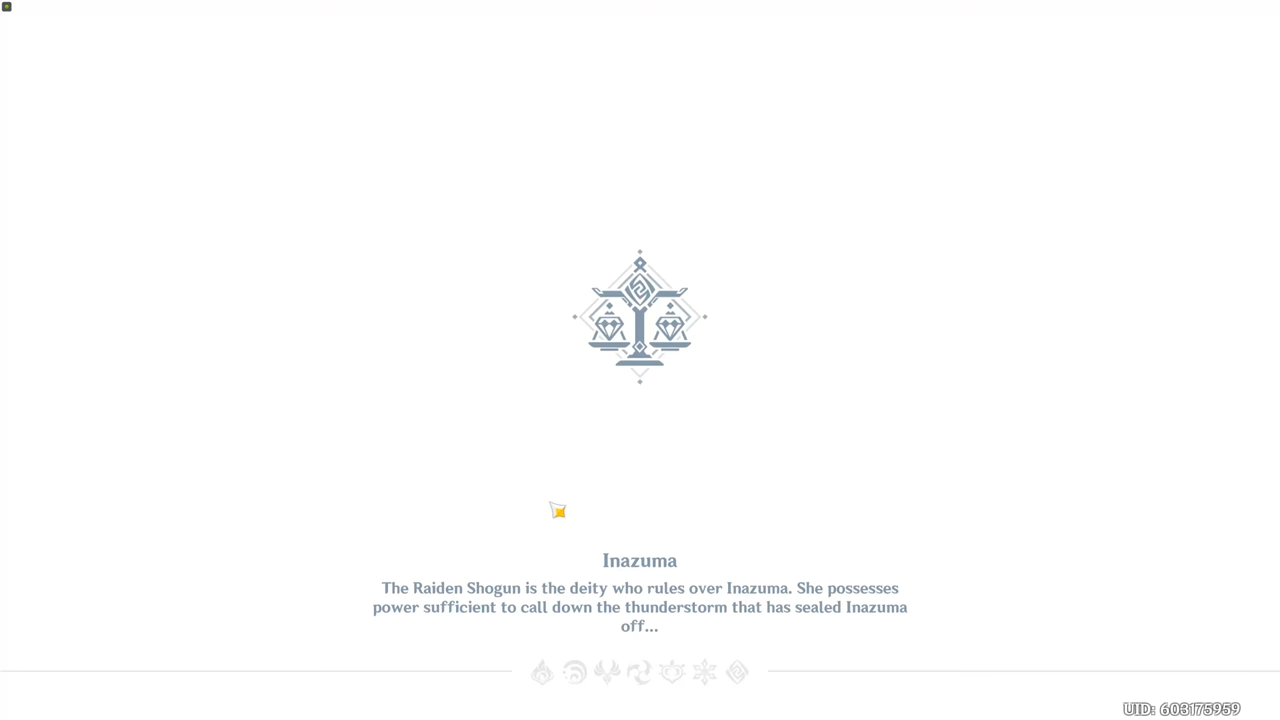 Inazuma
The Raiden Shogun is the deity who rules over Inazuma. She possesses
power sufficient to call down the thunderstorm that has sealed Inazuma
off...
UID: 603175959